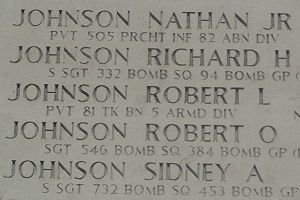 JOHNSON NATHAN JR
PVT 505 PRCHT INF 82 ABN DIV
JOHNSON RICHARD H
S SGT 332 BOMB SQ 94 BOMB GP (
JOHNSON ROBERT L
PVT 81 TK BN 5 ARMD DIV N
JOHNSON ROBERT O
SGT 546 BOMB SQ 384 BOMB GP (
JOHNSON SIDNEY A
S SGT 732 BOMB SQ 453 BOMB GP